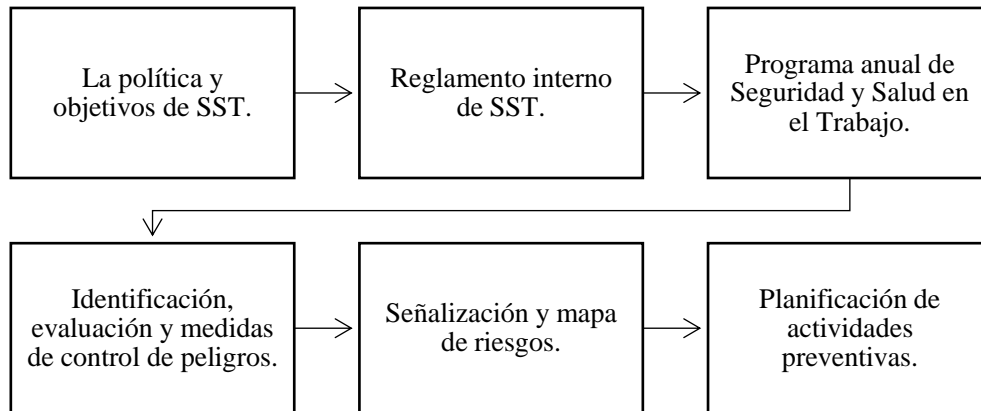 La política y
objetivos de SST.
Reglamento interno
de SST.
Programa anual de
Seguridad y Salud en
el Trabajo.
Identificación,
evaluación y medidas
de control de peligros.
Señalización y mapa
de riesgos.
Planificación de
actividades
preventivas.